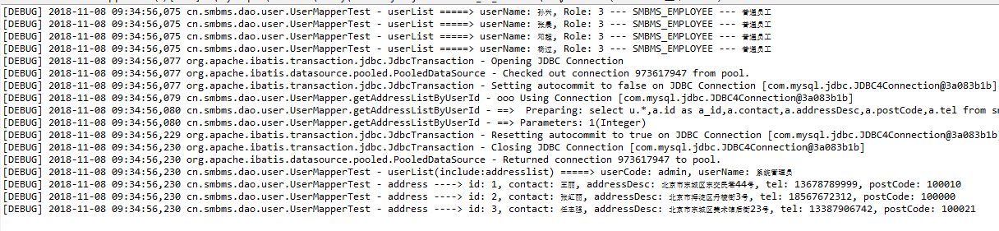 [DEBUG] 2018-11-08 09:34:56,075 cn.smbms.dao.user.UserMapperTest - userList =====> userName: 孙兴, Role: 3 --- SMBMS_EMPLOYEE --- 普通员工
[DEBUG] 2018-11-08 09:34:56,075 cn.smbms.dao.user.UserMapperTest - userList =====> userName: 张晨, Role: 3 --- SMBMS_EMPLOYEE --- 普通员工
[DEBUG] 2018-11-08 09:34:56,075 cn.smbms.dao.user.UserMapperTest - userList =====> userName: 邓超, Role: 3 --- SMBMS_EMPLOYEE --- 普通员工
[DEBUG] 2018-11-08 09:34:56,075 cn.smbms.dao.user.UserMapperTest - userList =====> userName: 杨过, Role: 3 --- SMBMS_EMPLOYEE --- 普通员工
[DEBUG] 2018-11-08 09:34:56,077 org.apache.ibatis.transaction.jdbc.JdbcTransaction - Opening JDBC Connection
[DEBUG] 2018-11-08 09:34:56,077 org.apache.ibatis.datasource.pooled.PooledDataSource - Checked out connection 973617947 from pool.
[DEBUG] 2018-11-08 09:34:56,077 org.apache.ibatis.transaction.jdbc.JdbcTransaction - Setting autocommit to false on JDBC Connection [com.mysql.jdbc.JDBC4Connection@3a083b1b]
[DEBUG] 2018-11-08 09:34:56,079 cn.smbms.dao.user.UserMapper.getAddressListByUserId - ooo Using Connection [com.mysql.jdbc.JDBC4Connection@3a083b1b]
[DEBUG] 2018-11-08 09:34:56,080 cn.smbms.dao.user.UserMapper.getAddressListByUserId - ==>  Preparing: select u.*,a.id as a_id,a.contact,a.addressDesc,a.postCode,a.tel from sm
[DEBUG] 2018-11-08 09:34:56,080 cn.smbms.dao.user.UserMapper.getAddressListByUserId - ==> Parameters: 1(Integer)
[DEBUG] 2018-11-08 09:34:56,229 org.apache.ibatis.transaction.jdbc.JdbcTransaction - Resetting autocommit to true on JDBC Connection [com.mysql.jdbc.JDBC4Connection@3a083b1b]
[DEBUG] 2018-11-08 09:34:56,230 org.apache.ibatis.transaction.jdbc.JdbcTransaction - Closing JDBC Connection [com.mysql.jdbc.JDBC4Connection@3a083b1b]
[DEBUG] 2018-11-08 09:34:56,230 org.apache.ibatis.datasource.pooled.PooledDataSource - Returned connection 973617947 to pool.
[DEBUG] 2018-11-08 09:34:56,230 cn.smbms.dao.user.UserMapperTest - userList(include:addresslist) =====> userCode: admin, userName: 系统管理员
[DEBUG] 2018-11-08 09:34:56,230 cn.smbms.dao.user.UserMapperTest - address ----> id: 1, contact: 王丽, addressDesc: 北京市东城区东交民巷44号, tel: 13678789999, postCode: 100010
[DEBUG] 2018-11-08 09:34:56,230 cn.smbms.dao.user.UserMapperTest - address ----> id: 2, contact: 张红丽, addressDesc: 北京市海淀区丹棱街3号, tel: 18567672312, postCode: 100000
[DEBUG] 2018-11-08 09:34:56,230 cn.smbms.dao.user.UserMapperTest - address ----> id: 3, contact: 任志强, addressDesc: 北京市东城区美术馆后街23号, tel: 13387906742, postCode: 100021